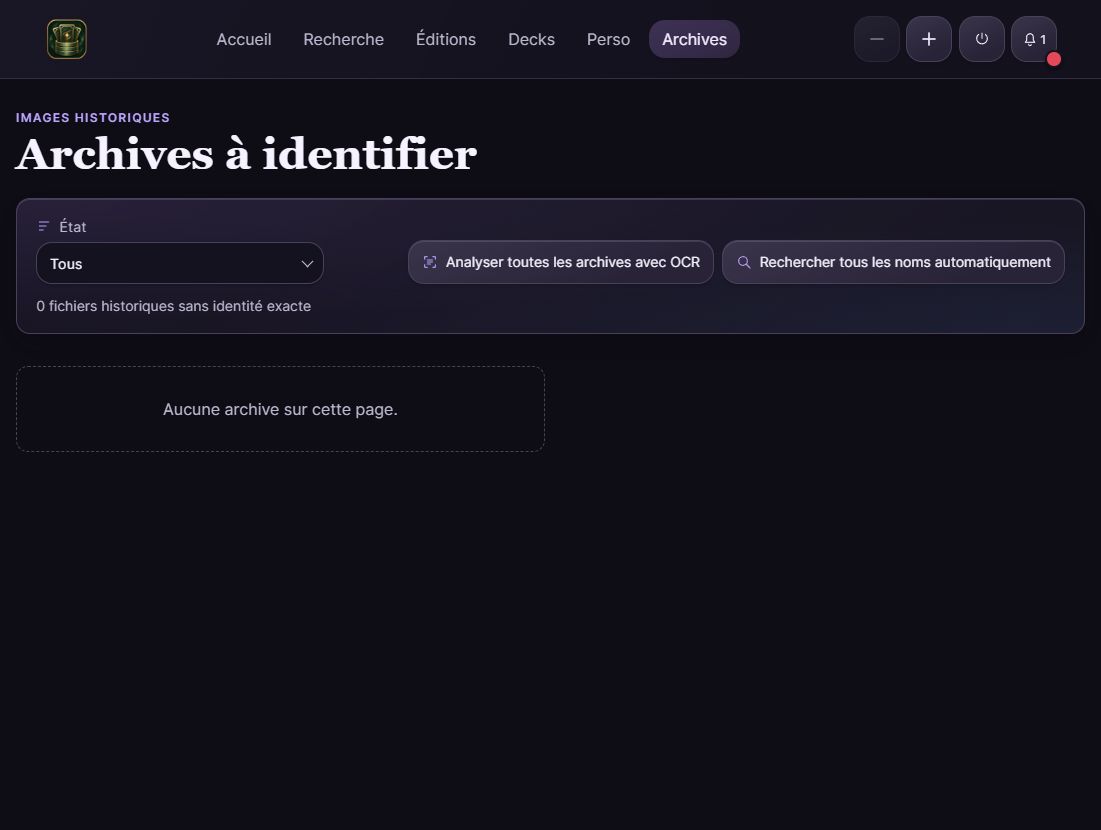 Accueil Recherche Éditions Decks Perso Archives 1
IMAGES HISTORIQUES
Archives à identifier
État
Tous
Analyser toutes les archives avec OCR
Rechercher tous les noms automatiquement
0 fichiers historiques sans identité exacte
Aucune archive sur cette page.